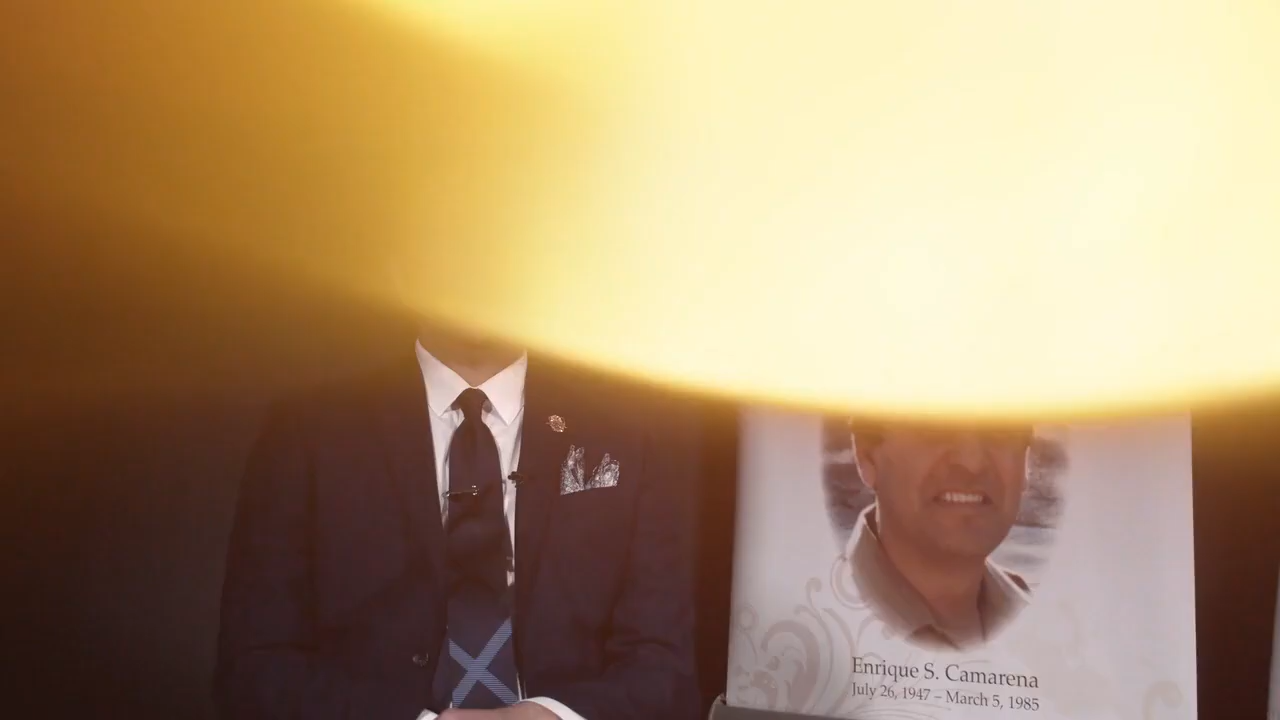 Enrique S. Camarena
July 26, 1947 – March 5, 1985